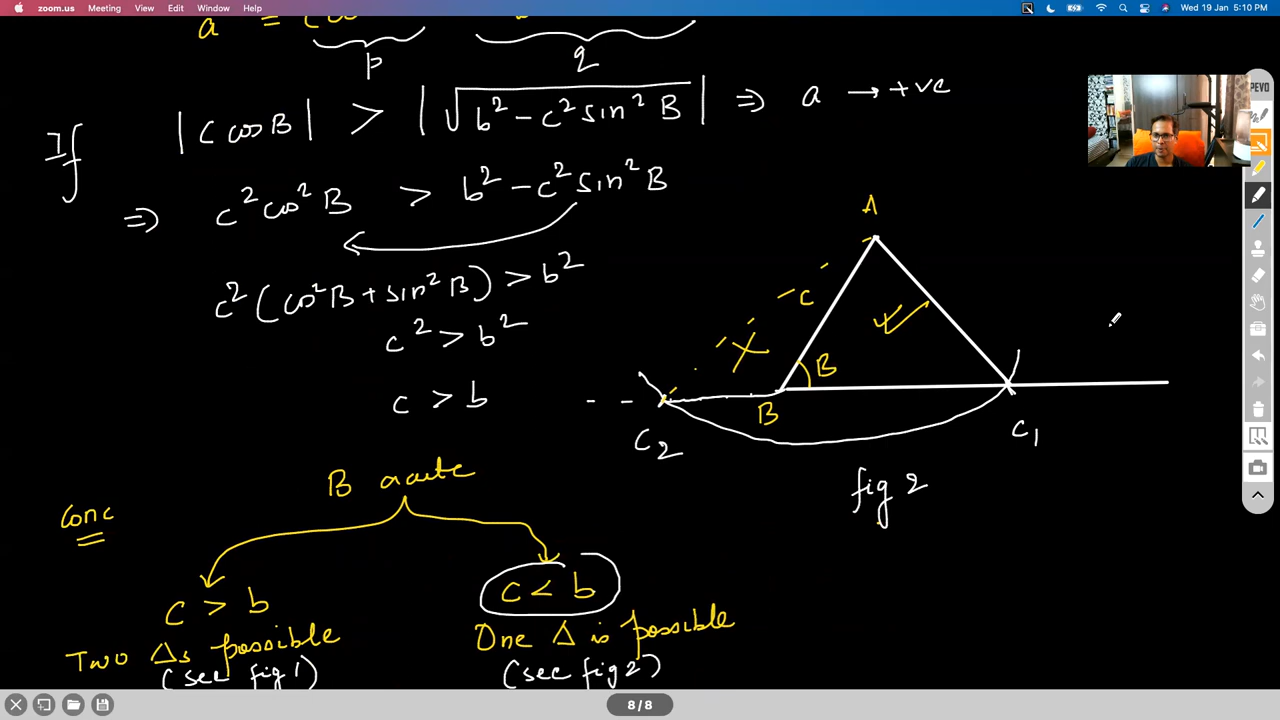 zoom.us Meeting View Edit Window Help Wed 19 Jan 5:10 PM
a =
p q
If |c cos B| > |√b² - c² sin² B| ⇒ a → +ve
⇒ c² cos² B > b² - c² sin² B
c² (cos² B + sin² B) > b²
c² > b²
c > b
A
c
B
B
C₂
C₁
fig 2
Conc
B acute
c > b
Two Δs possible
(see fig 1)
c < b
One Δ is possible
(see fig 2)
8/8